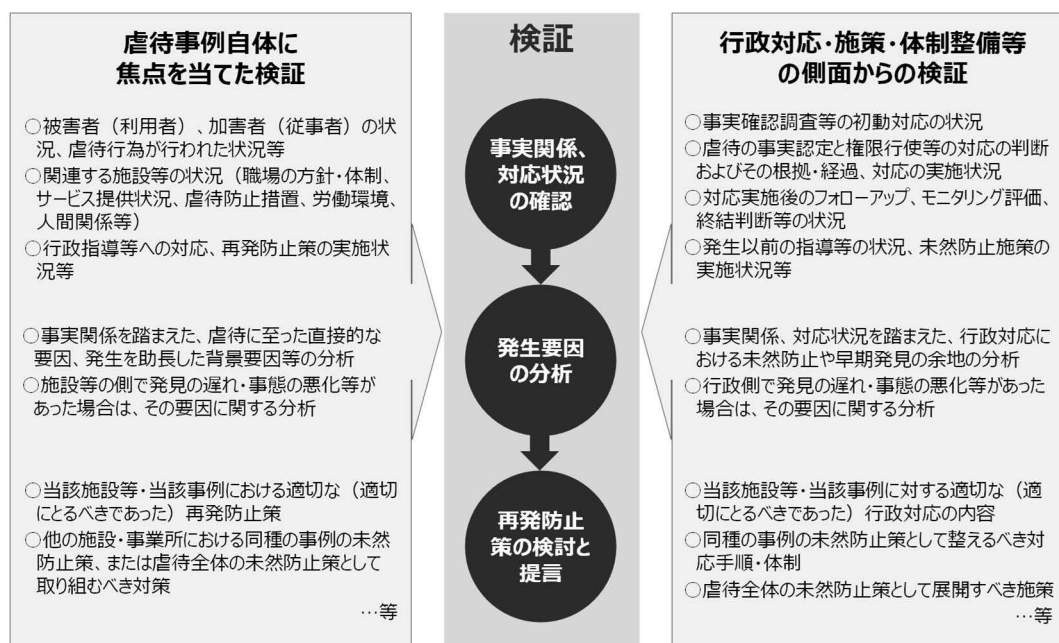 虐待事例自体に
焦点を当てた検証
○被害者（利用者）、加害者（従事者）の状
況、虐待行為が行われた状況等
○関連する施設等の状況（職場の方針・体制、
サービス提供状況、虐待防止措置、労働環境、
人間関係等）
○行政指導等への対応、再発防止策の実施状
況等
○事実関係を踏まえた、虐待に至った直接的な
要因、発生を助長した背景要因等の分析
○施設等の側で発見の遅れ・事態の悪化等が
あった場合は、その要因に関する分析
○当該施設等・当該事例における適切な（適切
にとるべきであった）再発防止策
○他の施設・事業所における同種の事例の未然
防止策、または虐待全体の未然防止策として
取り組むべき対策
…等
検証
事実関係、
対応状況
の確認
発生要因
の分析
再発防止
策の検討と
提言
行政対応・施策・体制整備等
の側面からの検証
○事実確認調査等の初動対応の状況
○虐待の事実認定と権限行使等の対応の判断
およびその根拠・経過、対応の実施状況
○対応実施後のフォローアップ、モニタリング評価、
終結判断等の状況
○発生以前の指導等の状況、未然防止施策の
実施状況等
○事実関係、対応状況を踏まえた、行政対応に
おける未然防止や早期発見の余地の分析
○行政側で発見の遅れ・事態の悪化等があった
場合は、その要因に関する分析
○当該施設等・当該事例に対する適切な（適
切にとるべきであった）行政対応の内容
○同種の事例の未然防止策として整えるべき対
応手順・体制
○虐待全体の未然防止策として展開すべき施策
…等